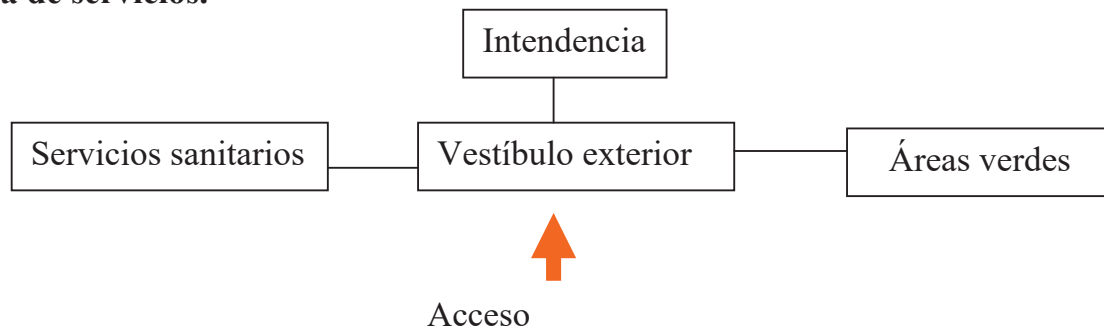 a de servicios.
Intendencia
Servicios sanitarios
Vestíbulo exterior
Áreas verdes
Acceso